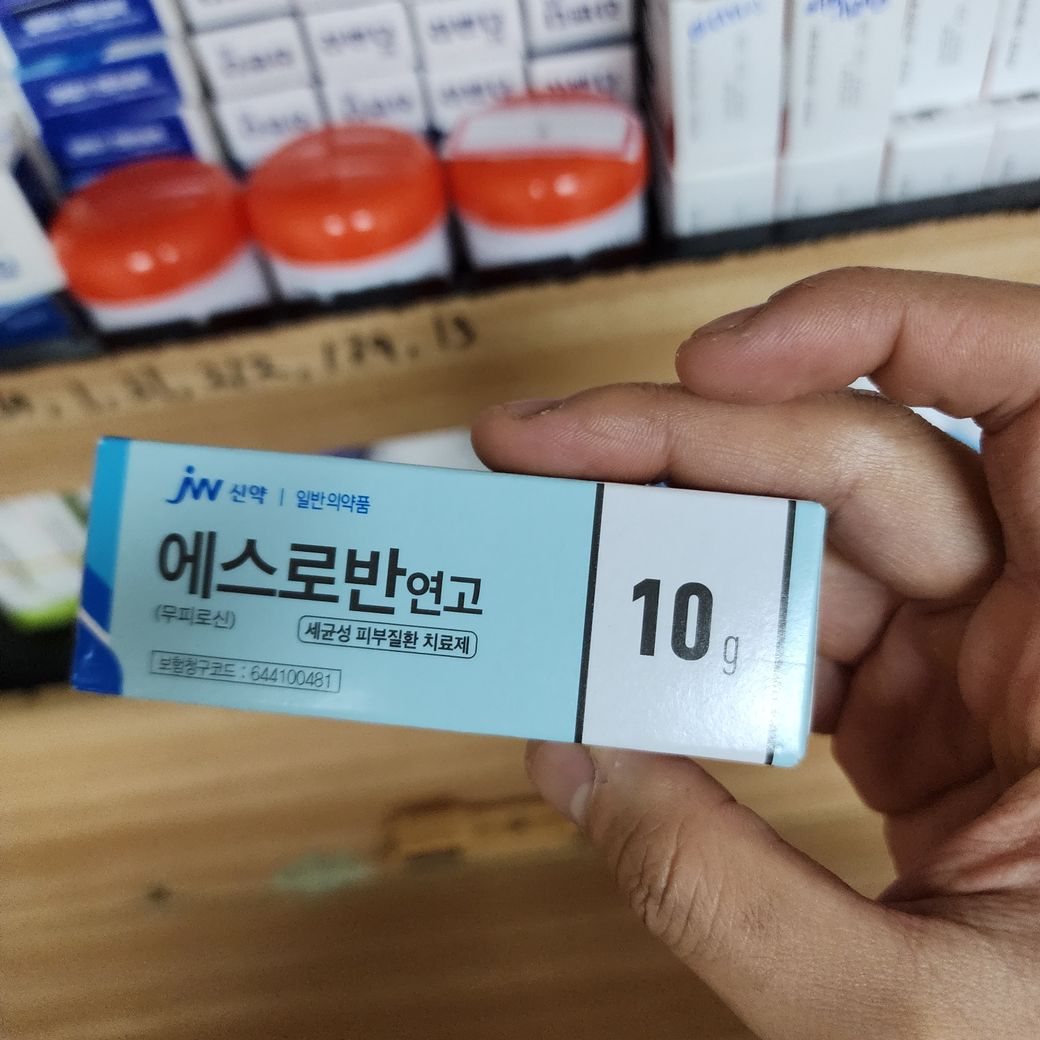 jw 신약 | 일반의약품
에스로반연고
(무피로신)
세균성 피부질환 치료제
보험청구코드 : 644100481
10 g